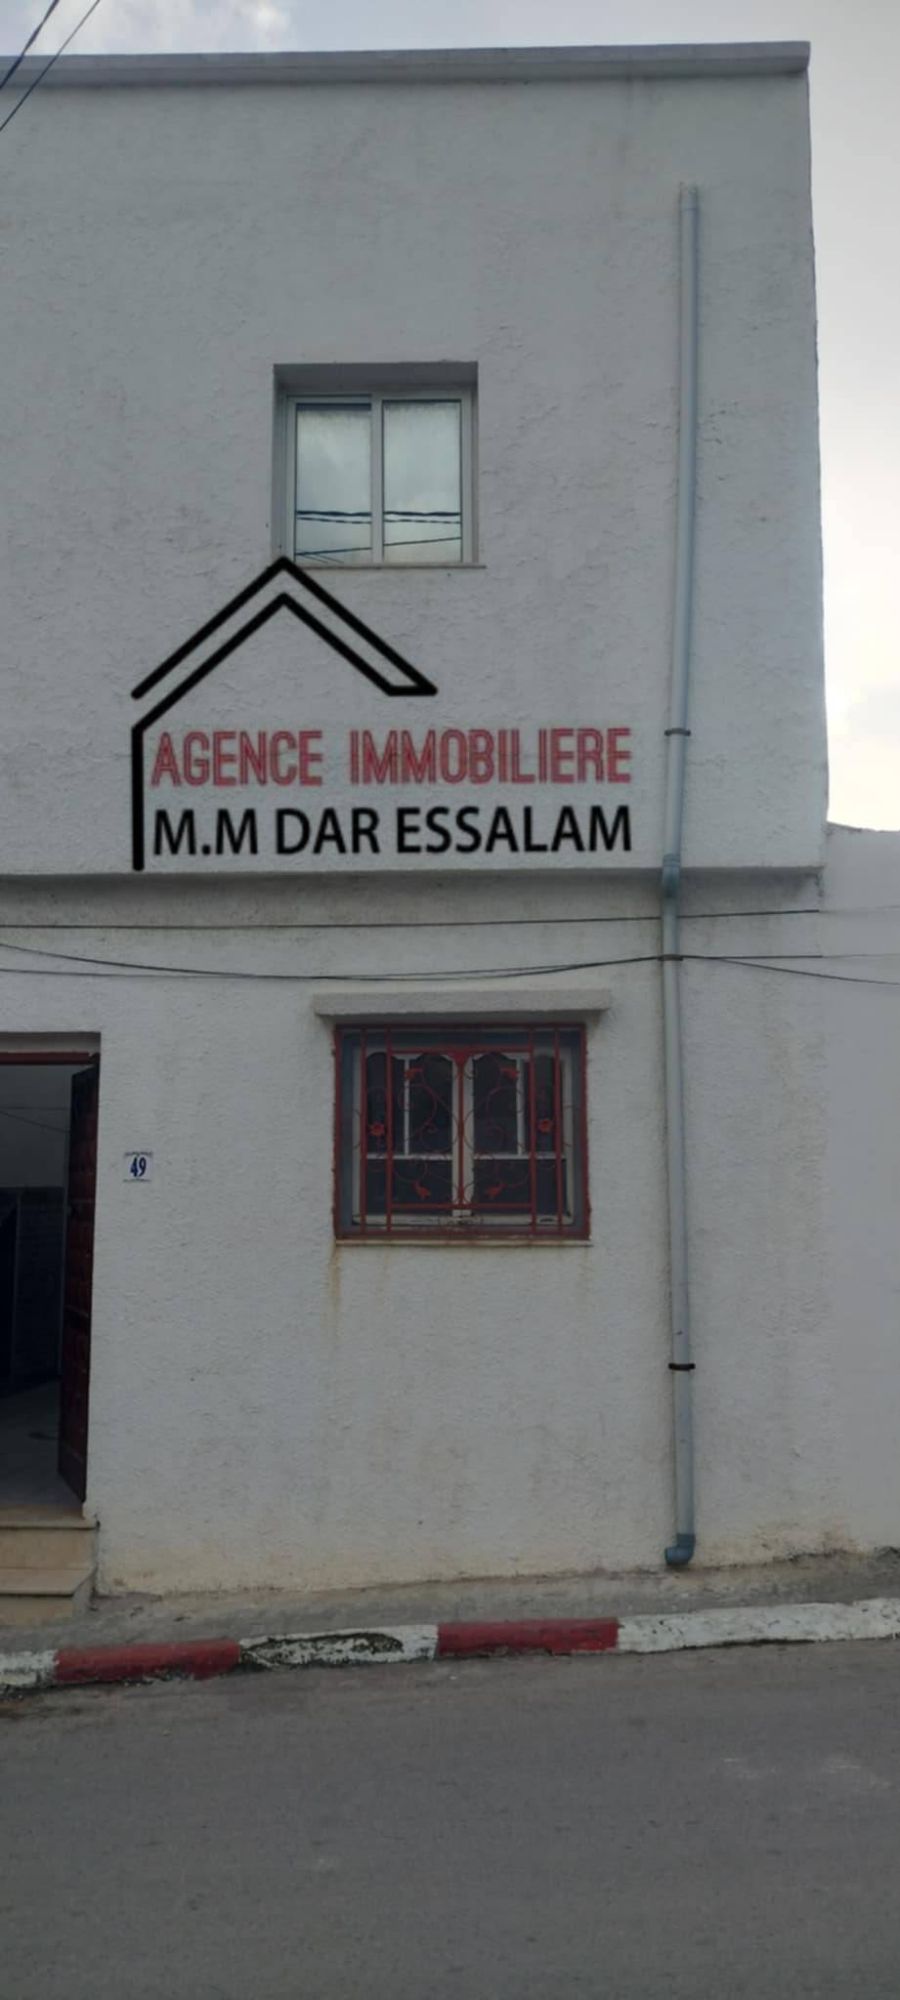 AGENCE IMMOBILIERE
M.M DAR ESSALAM
49